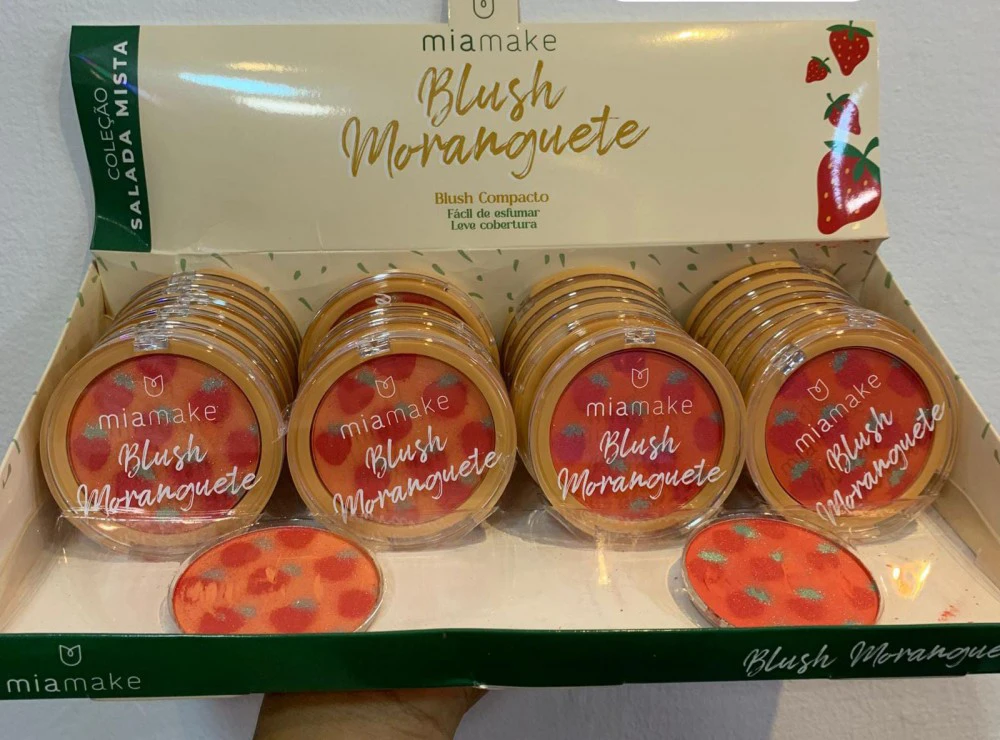 miamake
Blush
Moranguete
COLEÇÃO
SALADA MISTA
Blush Compacto
Fácil de esfumar
Leve cobertura
miamake
Blush
Moranguete
miamake
Blush
Moranguete
miamake
Blush
Moranguete
miamake
Blush
Moranguete
miamake
Blush Morangue